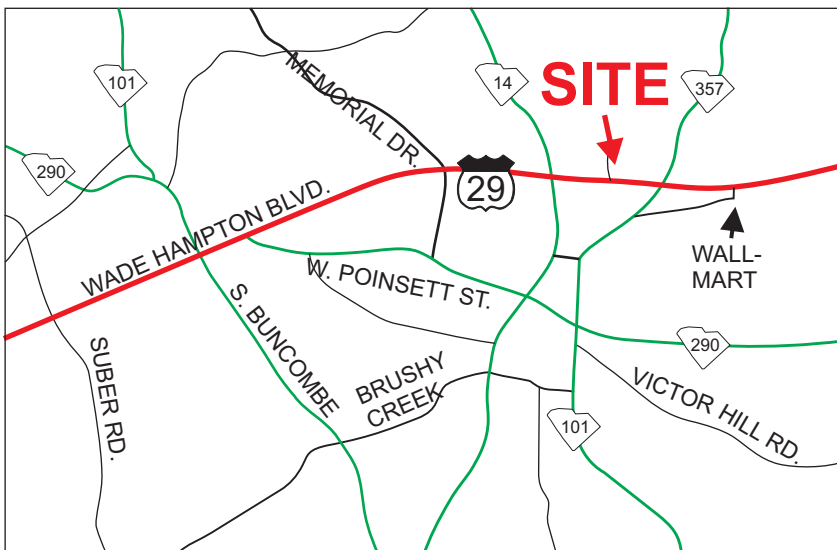 101
MEMORIAL DR.
14
SITE
357
290
29
WADE HAMPTON BLVD.
WALL-
MART
W. POINSETT ST.
S. BUNCOMBE
SUBER RD.
BRUSHY
CREEK
290
VICTOR HILL RD.
101